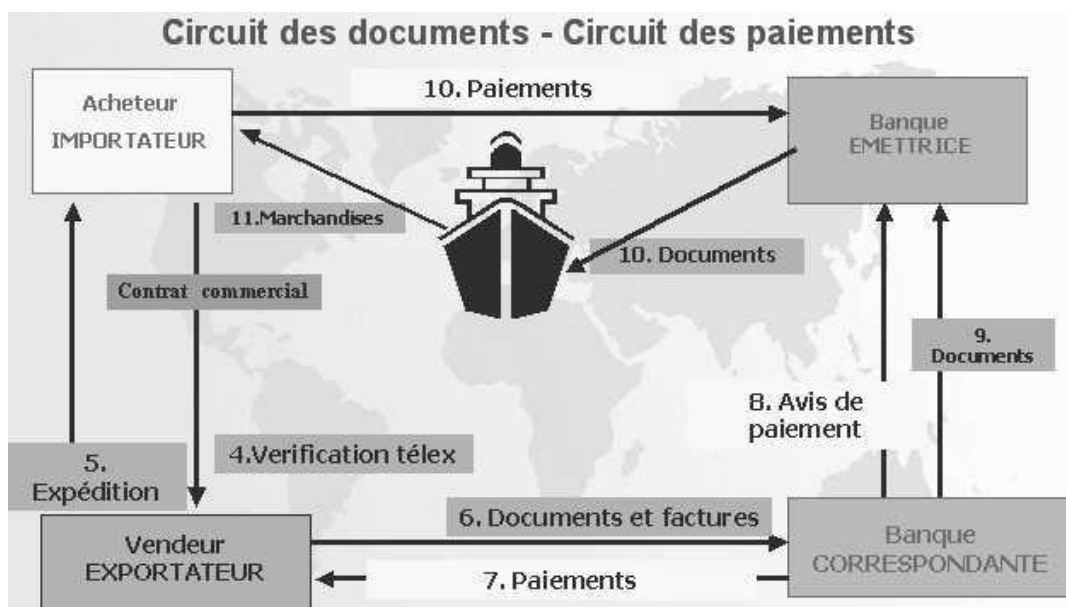 Circuit des documents - Circuit des paiements
Acheteur
IMPORTATEUR
10. Paiements
Banque
EMETTRICE
11.Marchandises
10. Documents
Contrat commercial
9.
Documents
8. Avis de
paiement
5.
Expédition
4.Verification télex
6. Documents et factures
Vendeur
EXPORTATEUR
7. Paiements
Banque
CORRESPONDANTE